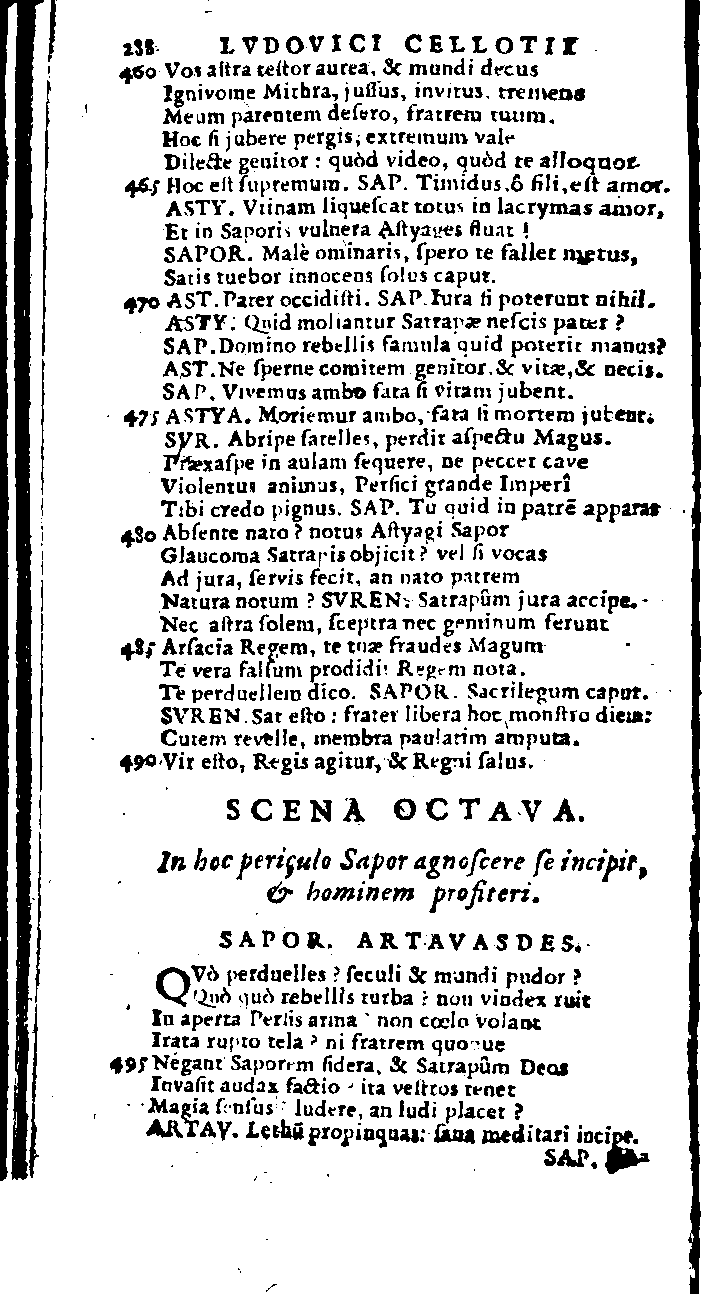 288. LVDOVICI CELLOTII
460 Vos astra testor aurea, & mundi decus
Ignivome Mithra, jussus, invitus, tremens
Meum parentem desero, fratrem tuum.
Hoc si jubere pergis, extremum vale
Dilecte genitor : quòd video, quòd te alloquor
465 Hoc est supremum. SAP. Timidus, ô fili, est amor.
ASTY. Vtinam liquescat totus in lacrymas amor,
Et in Saporis vulnera Astyages fluat !
SAPOR. Malè ominaris, spero te fallet metus,
Satis tuebor innocens solus caput.
470 AST. Pater occidisti. SAP. Iura si poterunt nihil.
ASTY. Quid moliantur Satrapæ nescis pater ?
SAP. Domino rebellis famula quid poterit manus?
AST. Ne sperne comitem genitor & vitæ, & necis.
SAP. Vivemus ambo fata si vitam jubent.
475 ASTYA. Moriemur ambo, fata si mortem jubent.
SVR. Abripe satelles, perdit aspectu Magus.
Præxaspe in aulam sequere, ne peccet cave
Violentus animus, Persici grande Imperî
Tibi credo pignus. SAP. Tu quid in patrẽ apparas
480 Absente nato ? notus Astyagi Sapor
Glaucoma Satrapis objicit ? vel si vocas
Ad jura, servis fecit, an nato patrem
Natura notum ? SVREN. Satrapûm jura accipe.
Nec astra solem, sceptra nec geminum ferunt
485 Arsacia Regem, te tuæ fraudes Magum
Te vera falsum prodidit Regem nota.
Te perduellem dico. SAPOR. Sacrilegum caput.
SVREN. Sat esto : frater libera hoc monstro diem:
Cutem revelle, membra paulatim amputa.
490 Vir esto, Regis agitur, & Regni salus.
SCENA OCTAVA.
In hoc periculo Sapor agnoscere se incipit,
& hominem profiteri.
SAPOR. ARTAVASDES.
QVò perduelles ? seculi & mundi pudor ?
Quò quò rebellis turba ? non vindex ruit
In aperta Persis arma ? non cœlo volant
Irata rupto tela ? ni fratrem quoque
495 Negant Saporem sidera, & Satrapûm Deos
Invasit audax factio ? ita vestros tenet
Magia sensus ? ludere, an ludi placet ?
ARTAV. Lethū propinquat: sana meditari incipe.
SAP.